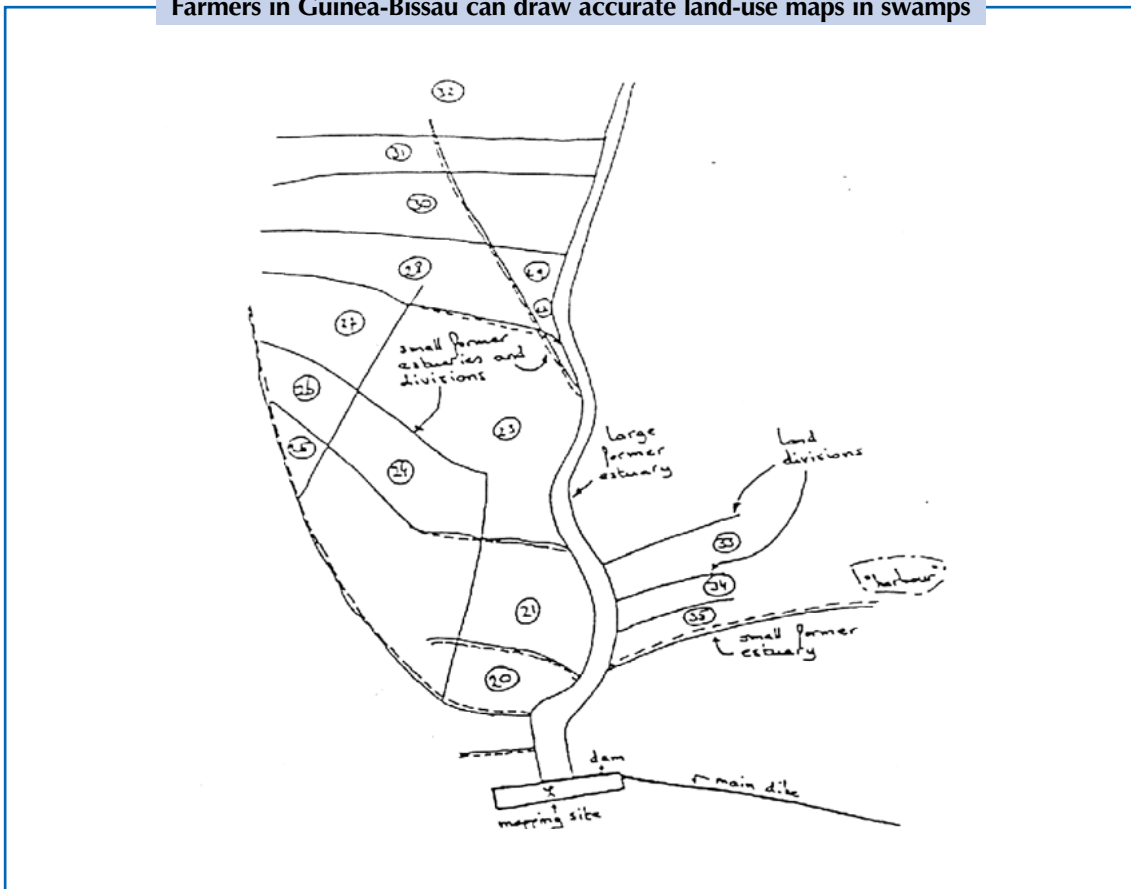 Farmers in Guinea-Bissau can draw accurate land-use maps in swamps
32
31
30
29
28
22
27
small former
estuaries and
divisions
26
23
25
24
large
former
estuary
land
divisions
33
34
"harbour"
35
21
small former
estuary
20
dam
main dike
x
mapping site